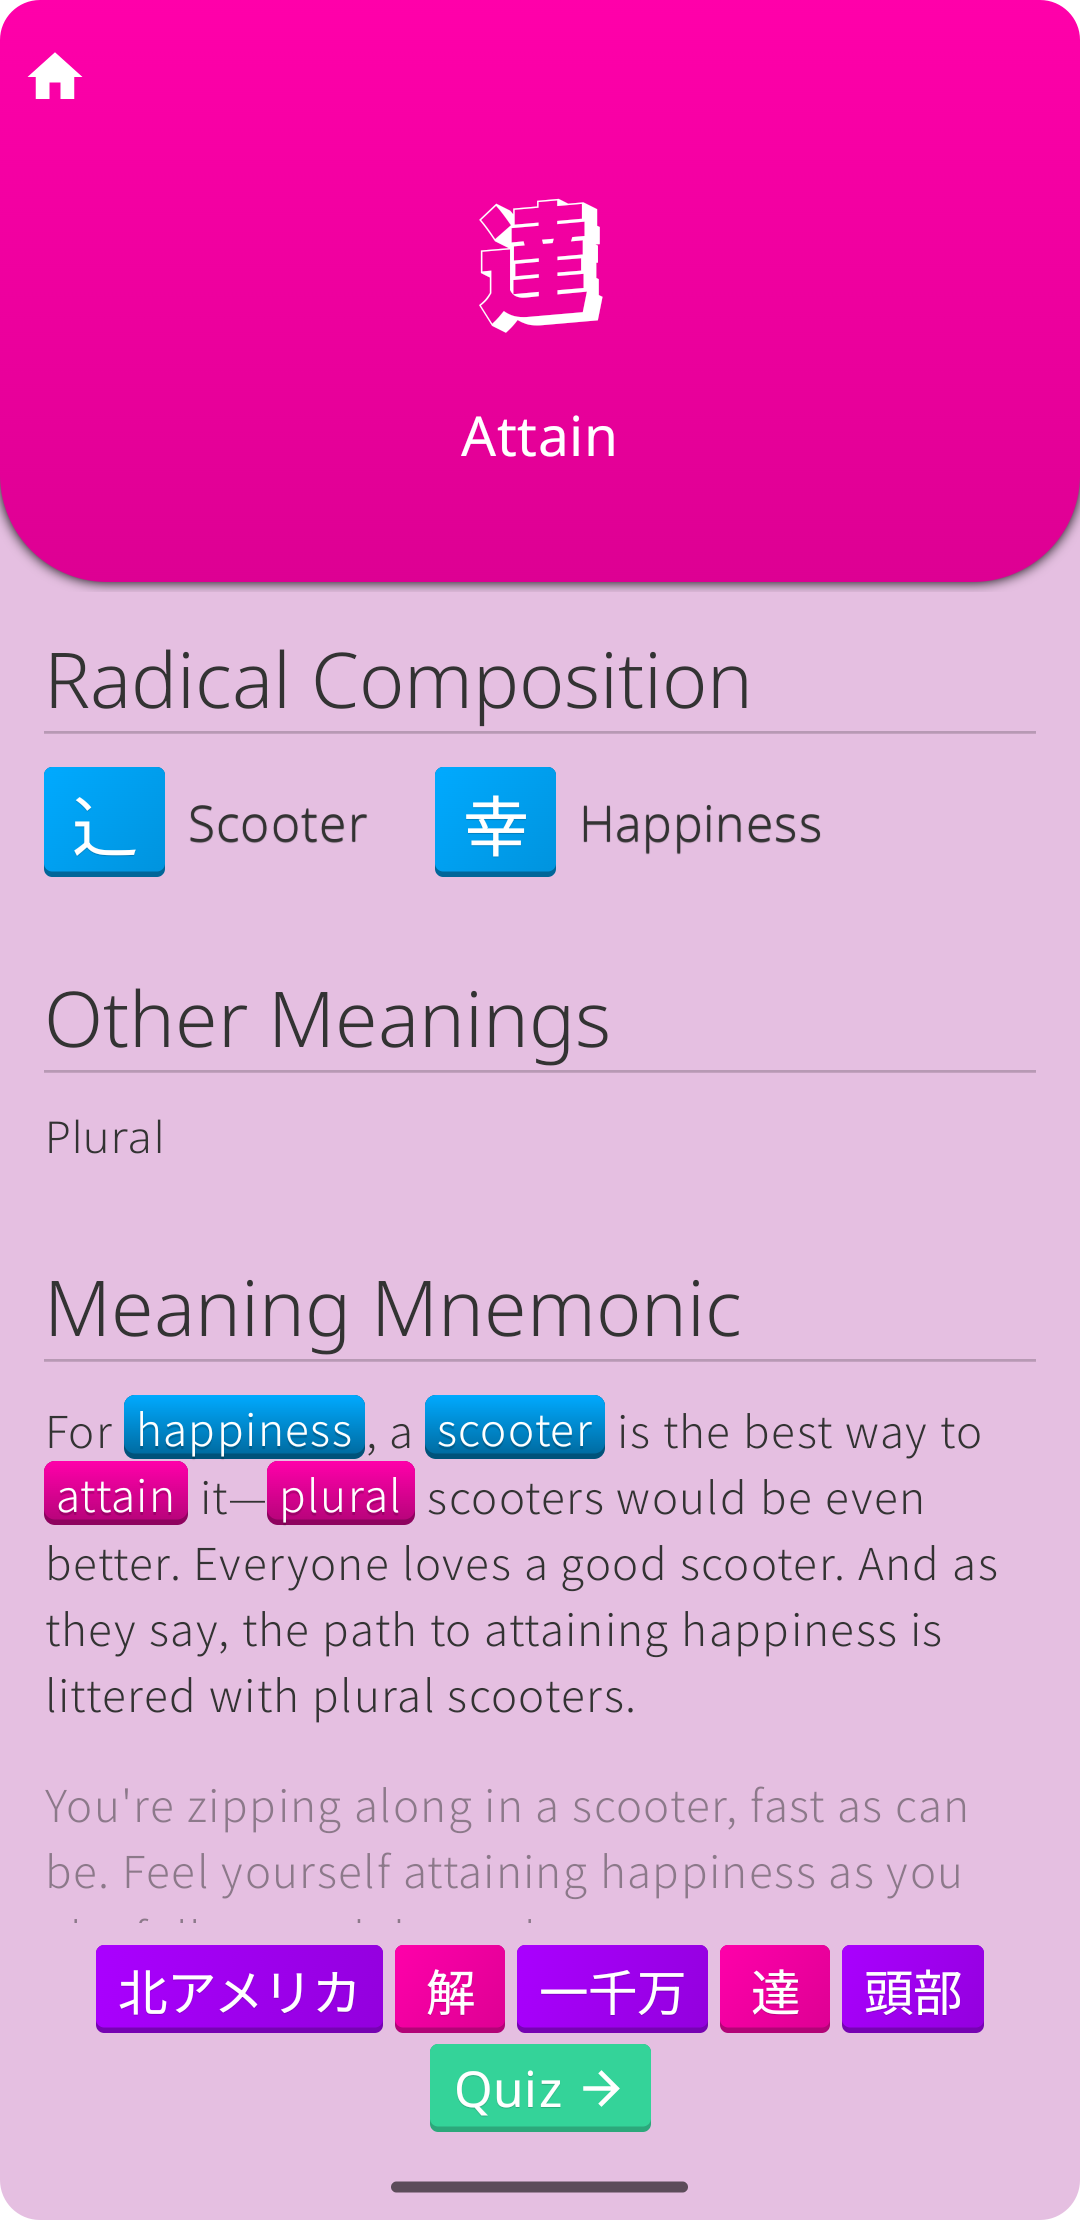 達
Attain
Radical Composition
⻌ Scooter 幸 Happiness
Other Meanings
Plural
Meaning Mnemonic
For happiness, a scooter is the best way to
attain it—plural scooters would be even
better. Everyone loves a good scooter. And as
they say, the path to attaining happiness is
littered with plural scooters.
You're zipping along in a scooter, fast as can
be. Feel yourself attaining happiness as you
北アメリカ 解 一千万 達 頭部
Quiz →